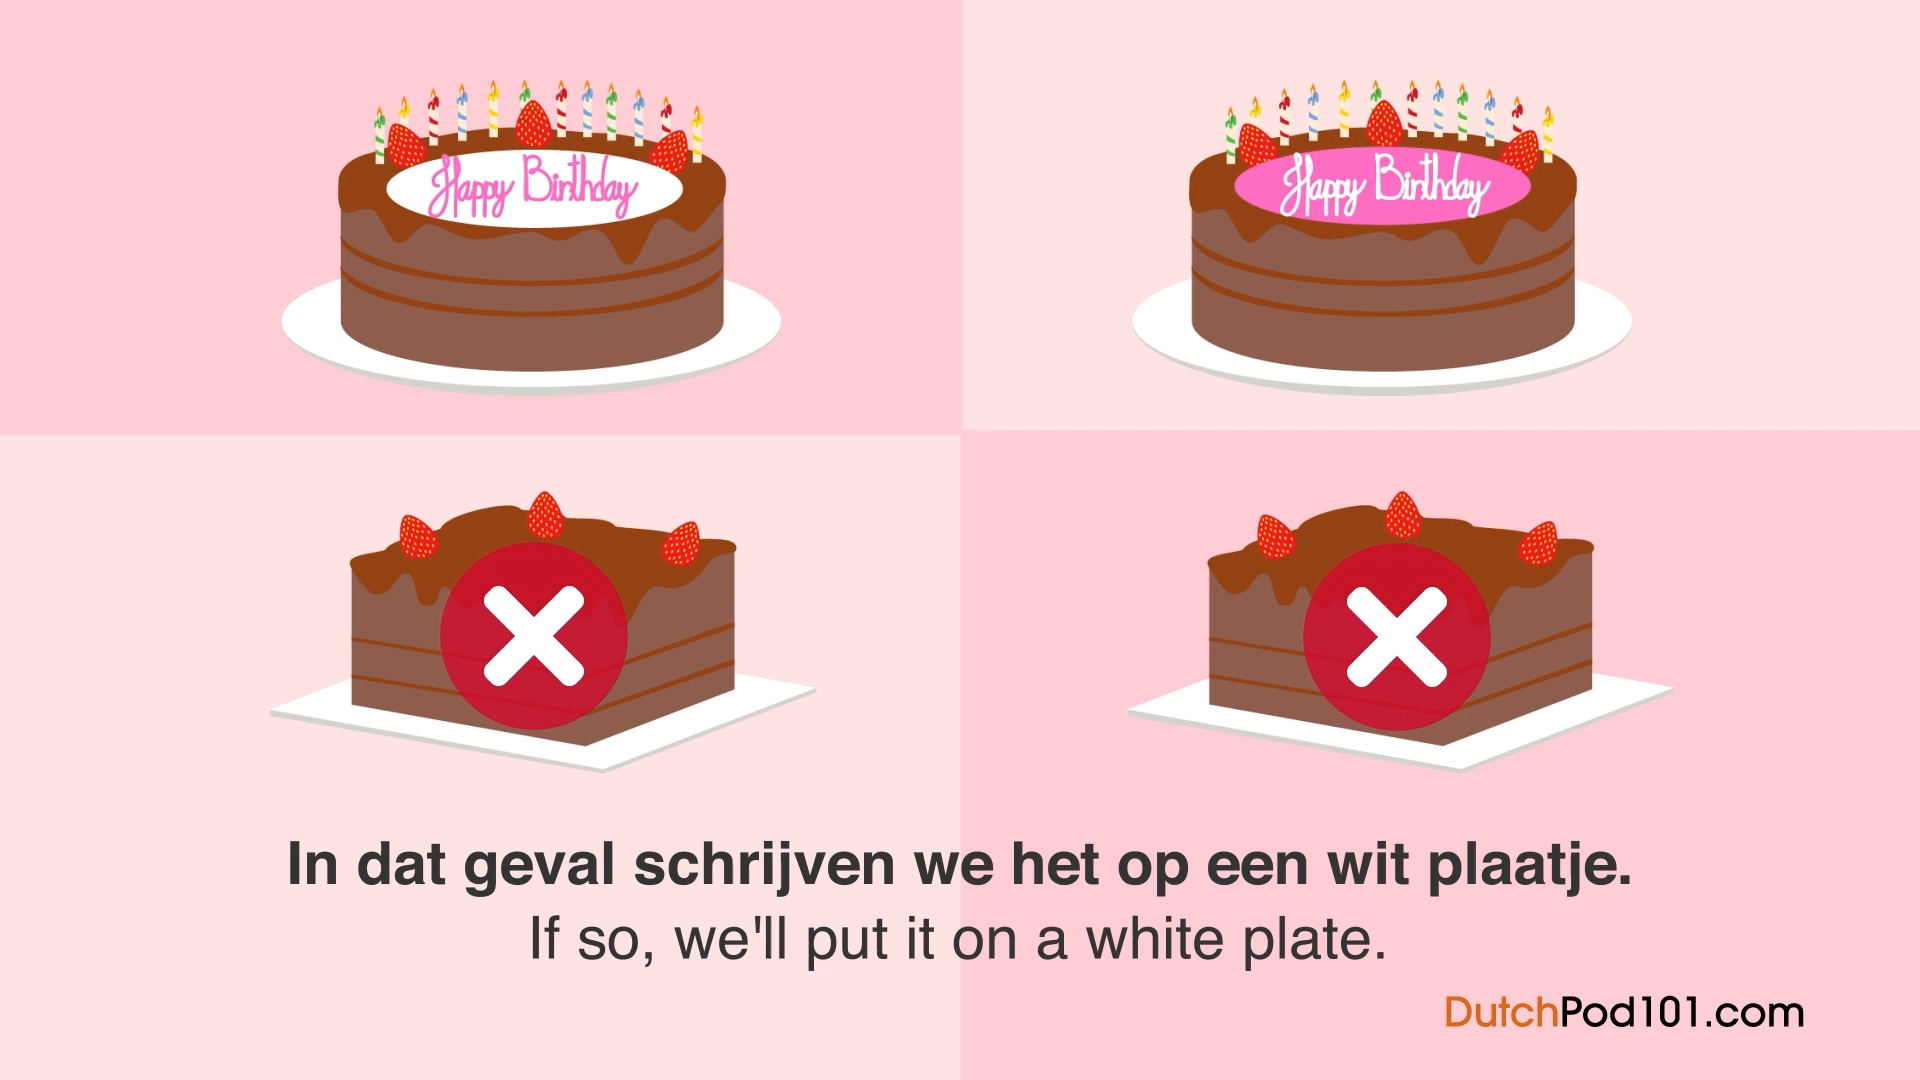 Happy Birthday
Happy Birthday
In dat geval schrijven we het op een wit plaatje.
If so, we'll put it on a white plate.
DutchPod101.com